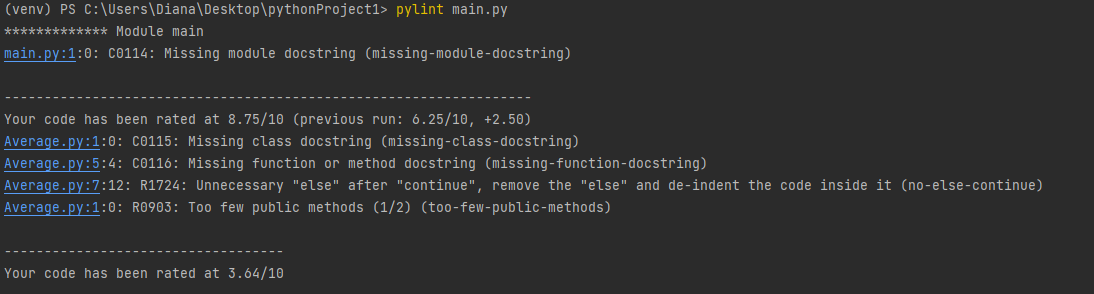 (venv) PS C:\Users\Diana\Desktop\pythonProject1> pylint main.py
************* Module main
main.py:1:0: C0114: Missing module docstring (missing-module-docstring)
------------------------------------------------------------------
Your code has been rated at 8.75/10 (previous run: 6.25/10, +2.50)
Average.py:1:0: C0115: Missing class docstring (missing-class-docstring)
Average.py:5:4: C0116: Missing function or method docstring (missing-function-docstring)
Average.py:7:12: R1724: Unnecessary "else" after "continue", remove the "else" and de-indent the code inside it (no-else-continue)
Average.py:1:0: R0903: Too few public methods (1/2) (too-few-public-methods)
-----------------------------------
Your code has been rated at 3.64/10